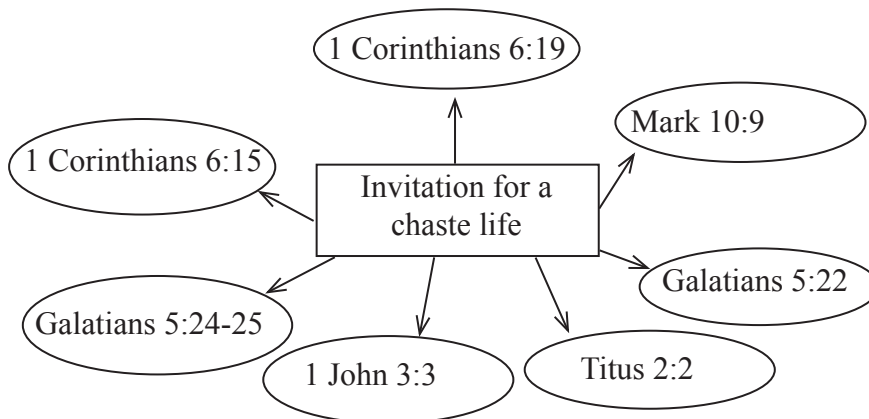 1 Corinthians 6:19
Mark 10:9
1 Corinthians 6:15
Invitation for a
chaste life
Galatians 5:22
Galatians 5:24-25
1 John 3:3
Titus 2:2